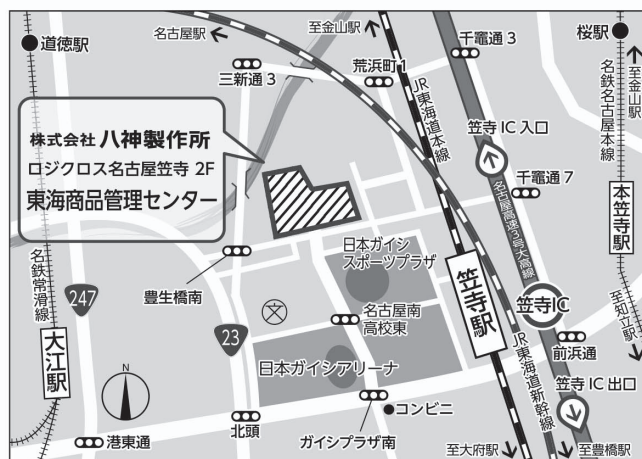 道徳駅
名古屋駅
至金山駅
千竈通3
桜駅
至金山駅
三新通3
荒浜町1
JR東海道本線
名鉄名古屋本線
笠寺IC入口
株式会社 八神製作所
ロジクロス名古屋笠寺 2F
東海商品管理センター
千竈通7
名古屋高速3号大高線
本笠寺駅
日本ガイシ
スポーツプラザ
豊生橋南
名鉄常滑線
247
文
笠寺駅
笠寺IC
至知立駅
名古屋南
高校東
23
大江駅
前浜通
日本ガイシアリーナ
JR東海道新幹線
笠寺IC出口
N
コンビニ
港東通
北頭
ガイシプラザ南
至大府駅
至豊橋駅